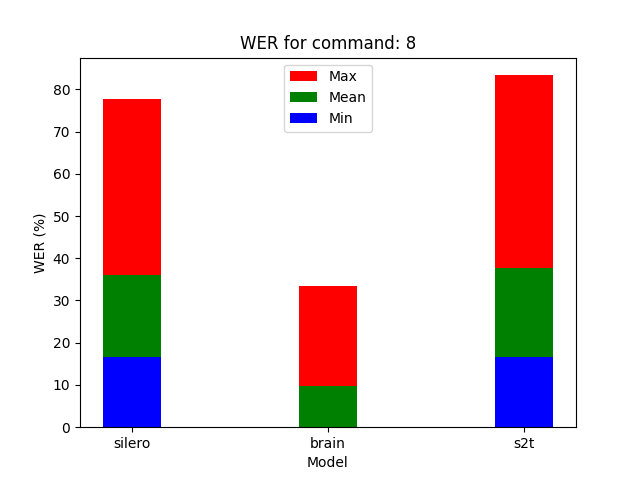 WER for command: 8
Max
Mean
Min
WER (%)
80
70
60
50
40
30
20
10
0
silero
brain
s2t
Model